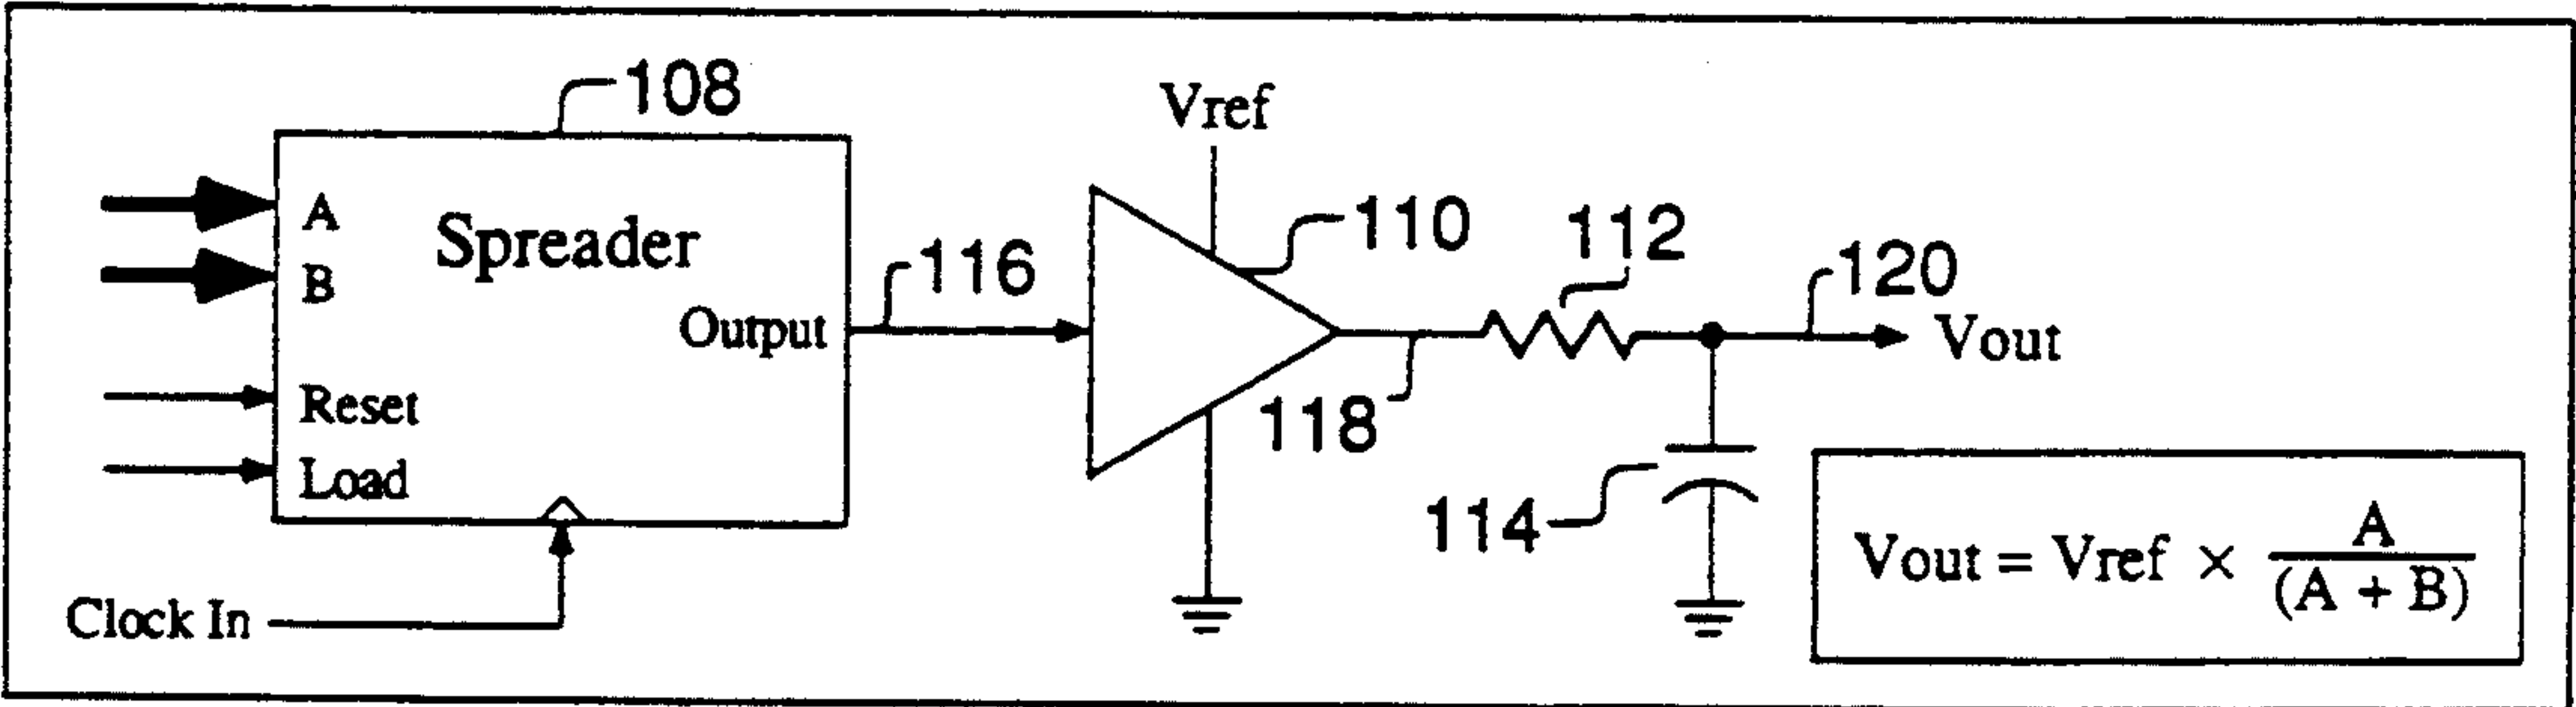 108
Vref
A
Spreader
B
Output
116
110
112
120
Vout
Reset
118
Load
114
Clock In
Vout = Vref × A / (A + B)